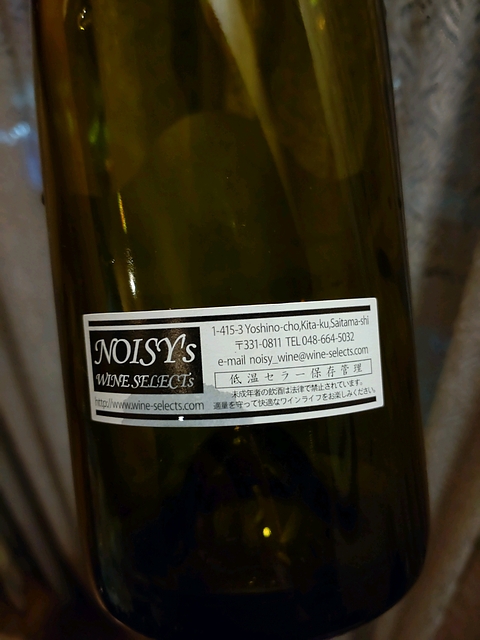 NOISY's
WINE SELECTs
http://www.wine-selects.com
1-415-3 Yoshino-cho,Kita-ku,Saitama-shi
〒331-0811 TEL 048-664-5032
e-mail noisy_wine@wine-selects.com
低温セラー保存管理
未成年者の飲酒は法律で禁止されています。
適量を守って快適なワインライフをお楽しみください。